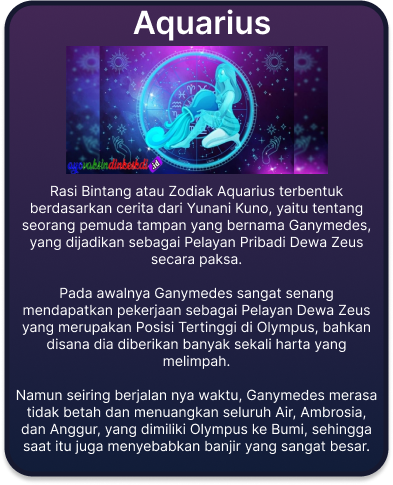 Aquarius
Rasi Bintang atau Zodiak Aquarius terbentuk
berdasarkan cerita dari Yunani Kuno, yaitu tentang
seorang pemuda tampan yang bernama Ganymedes,
yang dijadikan sebagai Pelayan Pribadi Dewa Zeus
secara paksa.
Pada awalnya Ganymedes sangat senang
mendapatkan pekerjaan sebagai Pelayan Dewa Zeus
yang merupakan Posisi Tertinggi di Olympus, bahkan
disana dia diberikan banyak sekali harta yang
melimpah.
Namun seiring berjalan nya waktu, Ganymedes merasa
tidak betah dan menuangkan seluruh Air, Ambrosia,
dan Anggur, yang dimiliki Olympus ke Bumi, sehingga
saat itu juga menyebabkan banjir yang sangat besar.